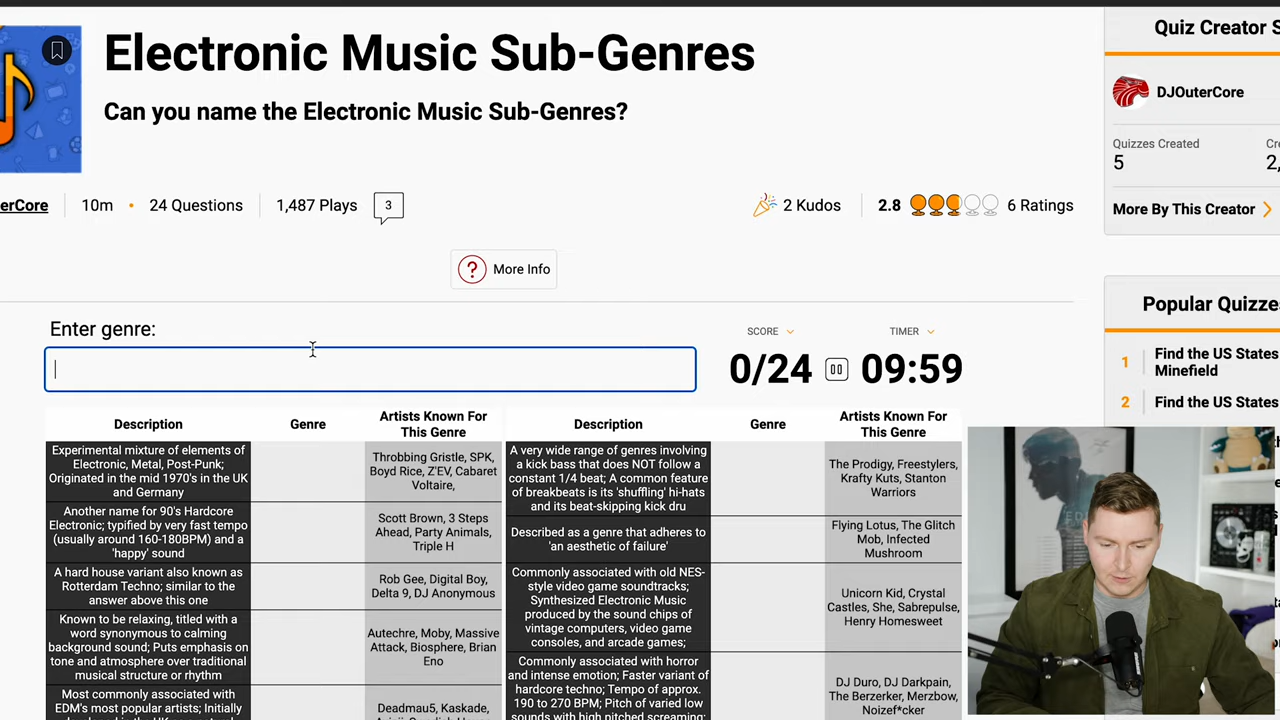 Electronic Music Sub-Genres
Can you name the Electronic Music Sub-Genres?
erCore
10m • 24 Questions
1,487 Plays
3
2 Kudos
2.8
6 Ratings
? More Info
Enter genre:
SCORE
0/24
TIMER
09:59
Description
Genre
Artists Known For
This Genre
Experimental mixture of elements of
Electronic, Metal, Post-Punk;
Originated in the mid 1970's in the UK
and Germany
Throbbing Gristle, SPK,
Boyd Rice, Z'EV, Cabaret
Voltaire,
Another name for 90's Hardcore
Electronic; typified by very fast tempo
(usually around 160-180BPM) and a
'happy' sound
Scott Brown, 3 Steps
Ahead, Party Animals,
Triple H
A hard house variant also known as
Rotterdam Techno; similar to the
answer above this one
Rob Gee, Digital Boy,
Delta 9, DJ Anonymous
Known to be relaxing, titled with a
word synonymous to calming
background sound; Puts emphasis on
tone and atmosphere over traditional
musical structure or rhythm
Autechre, Moby, Massive
Attack, Biosphere, Brian
Eno
Most commonly associated with
EDM's most popular artists; Initially
Deadmau5, Kaskade,
Description
Genre
Artists Known For
This Genre
A very wide range of genres involving
a kick bass that does NOT follow a
constant 1/4 beat; A common feature
of breakbeats is its 'shuffling' hi-hats
and its beat-skipping kick dru
The Prodigy, Freestylers,
Krafty Kuts, Stanton
Warriors
Described as a genre that adheres to
'an aesthetic of failure'
Flying Lotus, The Glitch
Mob, Infected
Mushroom
Commonly associated with old NES-
style video game soundtracks;
Synthesized Electronic Music
produced by the sound chips of
vintage computers, video game
consoles, and arcade games;
Unicorn Kid, Crystal
Castles, She, Sabrepulse,
Henry Homesweet
Commonly associated with horror
and intense emotion; Faster variant of
hardcore techno; Tempo of approx.
190 to 270 BPM; Pitch of varied low
sounds with high pitched screaming;
DJ Duro, DJ Darkpain,
The Berzerker, Merzbow,
Noizef*cker
Quiz Creator S
DJOuterCore
Quizzes Created
5
Cr
2,
More By This Creator
Popular Quizze
1 Find the US States
Minefield
2 Find the US States